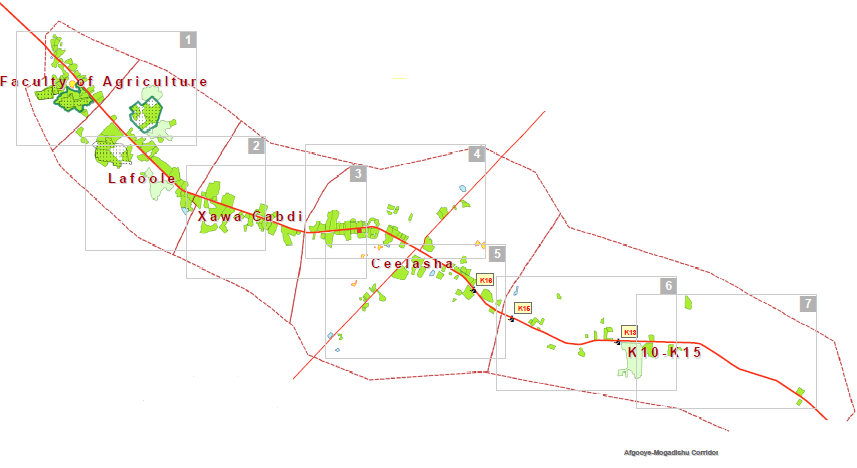 1
Faculty of Agriculture
2
4
Lafoole
3
Xawa Cabdi
5
Ceelasha
K16
6
K15
7
K13
K10-K15
Afgooye-Mogadishu Corridor